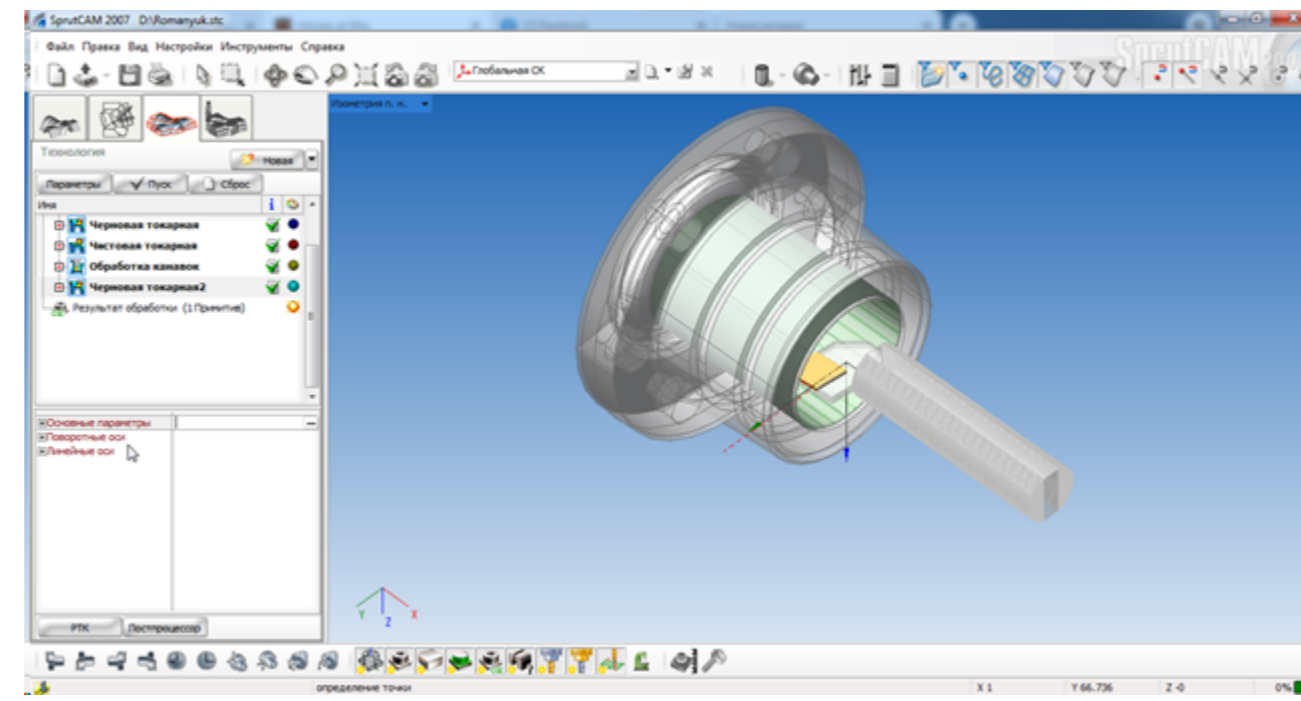 SprutCAM 2007 D:\Romanyuk.stc
Файл Правка Вид Настройки Инструменты Справка
Глобальная СК
SprutCAM
Изометрия п. н.
Технология
Новая
Параметры Пуск Сброс
Имя
Черновая токарная
Чистовая токарная
Обработка канавок
Черновая токарная2
Результат обработки (1 Примитив)
Основные параметры
Поворотные оси
Линейные оси
Y Z X
РТК Постпроцессор
определение точки X 1 Y 66.736 Z -0 0%